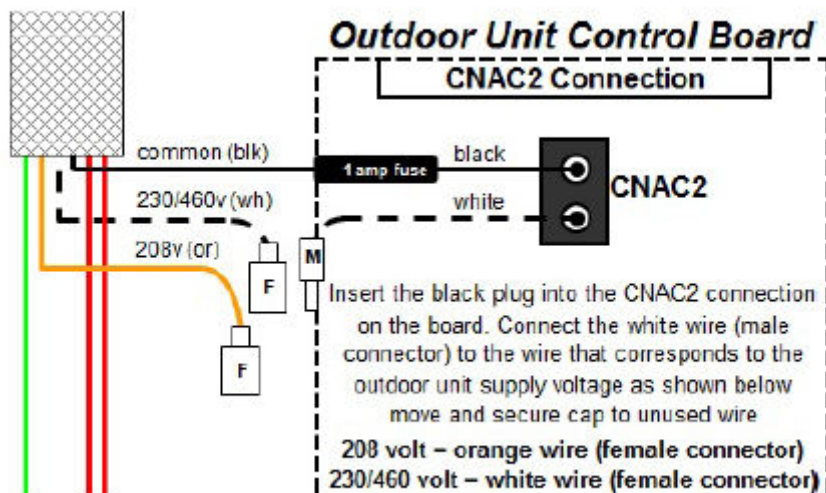 Outdoor Unit Control Board
CNAC2 Connection
common (blk)
1 amp fuse
black
230/460v (wh)
white
CNAC2
208v (or)
F
M
F
Insert the black plug into the CNAC2 connection
on the board. Connect the white wire (male
connector) to the wire that corresponds to the
outdoor unit supply voltage as shown below
move and secure cap to unused wire
208 volt – orange wire (female connector)
230/460 volt – white wire (female connector)